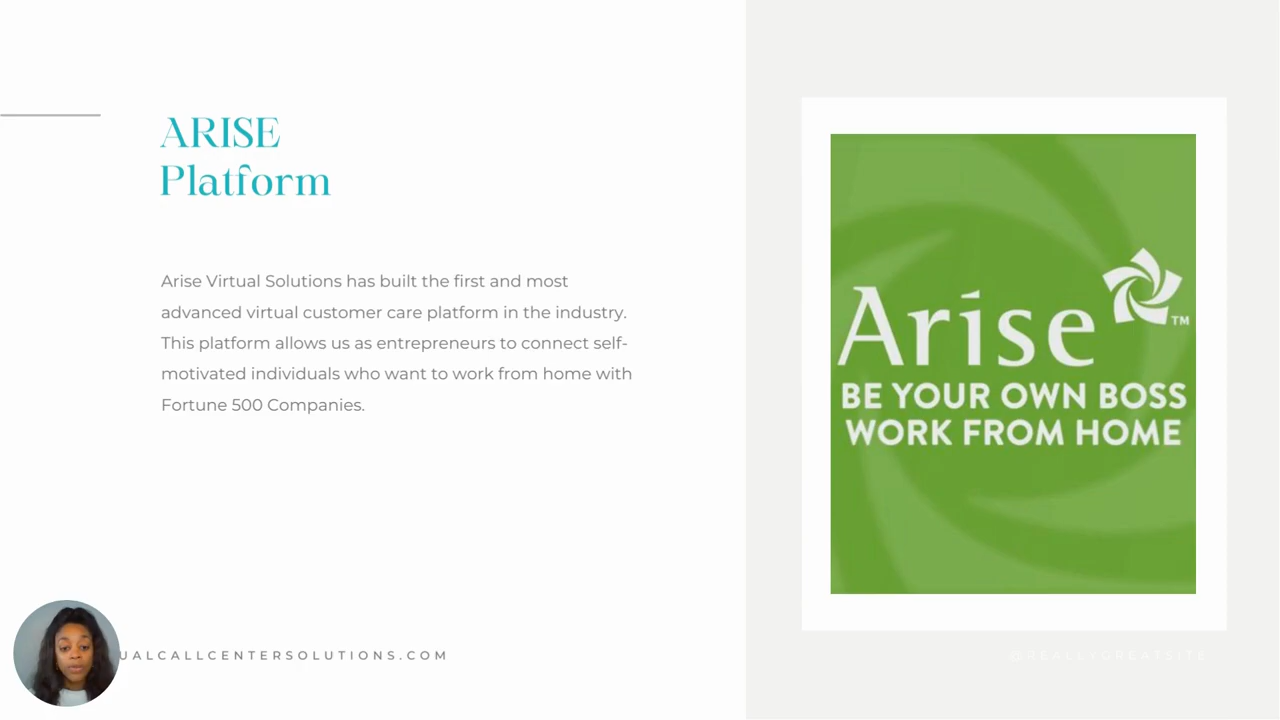 ARISE
Platform
Arise Virtual Solutions has built the first and most
advanced virtual customer care platform in the industry.
This platform allows us as entrepreneurs to connect self-
motivated individuals who want to work from home with
Fortune 500 Companies.
Arise™
BE YOUR OWN BOSS
WORK FROM HOME
UALCALLCENTERSOLUTIONS.COM
@REALLYGREATSITE